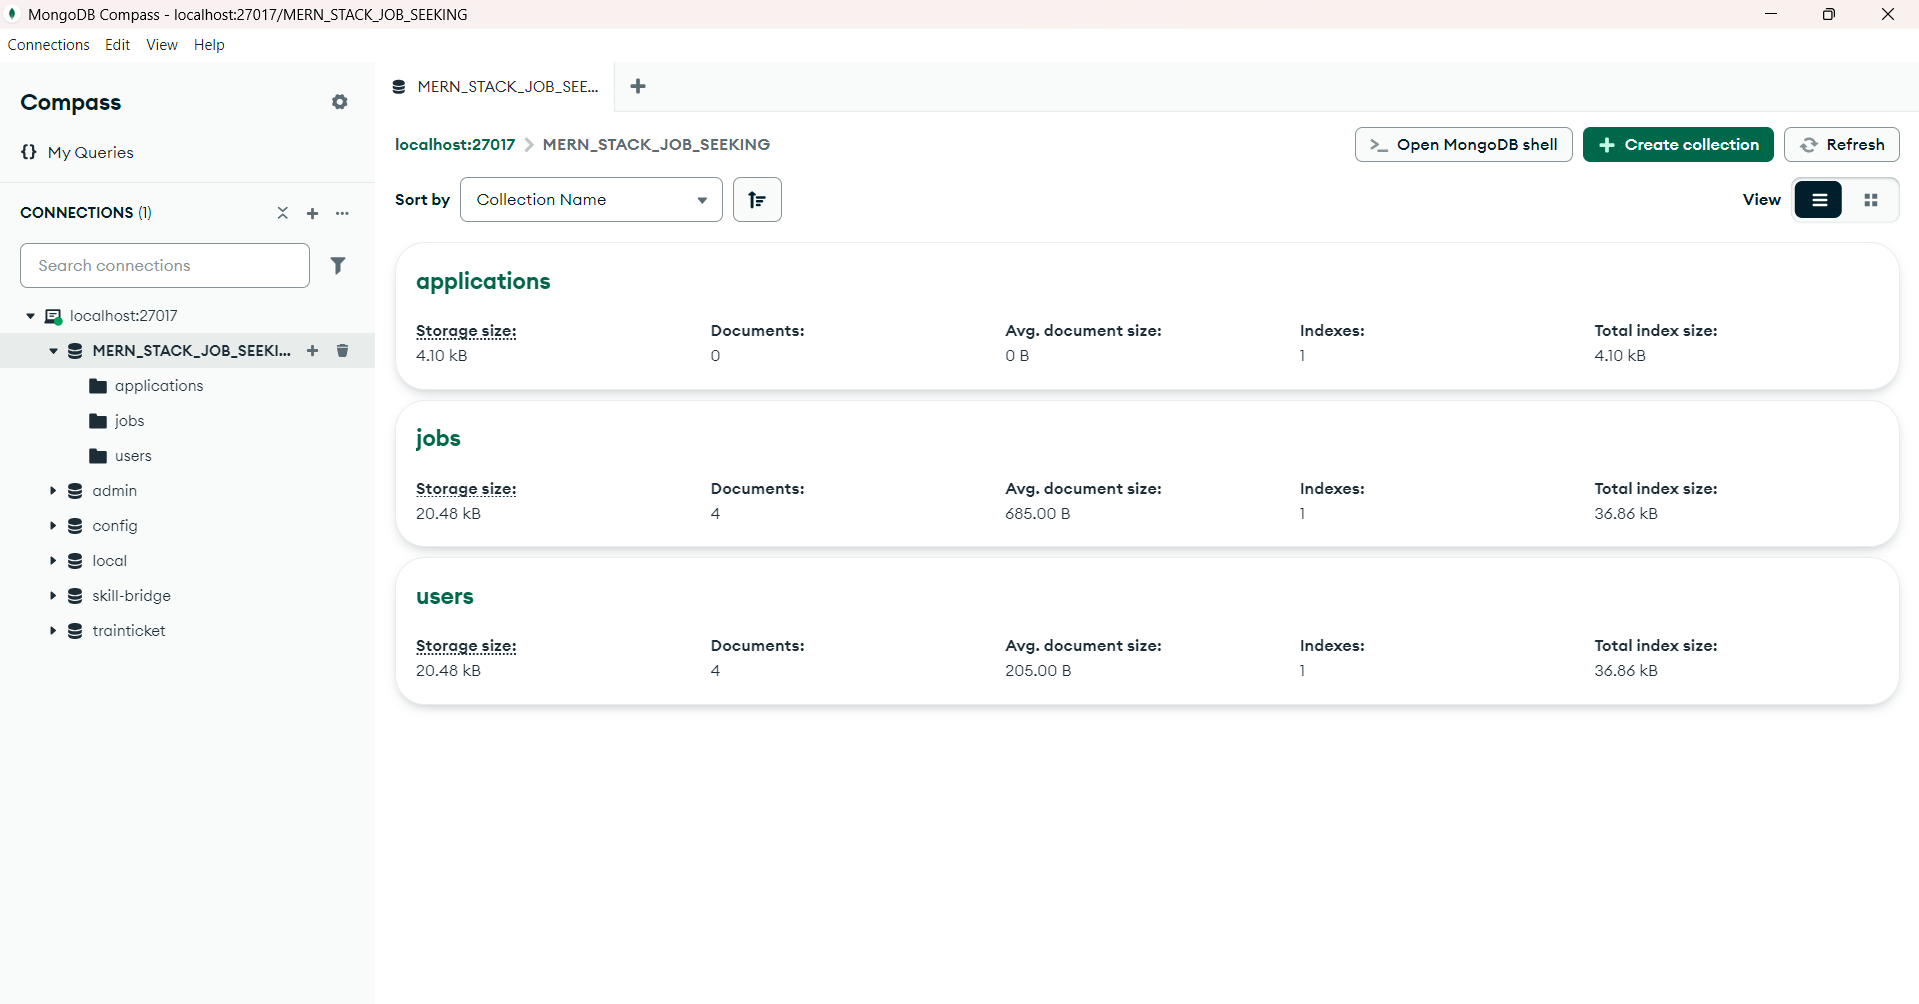 MongoDB Compass - localhost:27017/MERN_STACK_JOB_SEEKING
Connections Edit View Help
Compass
{} My Queries
CONNECTIONS (1)
Search connections
localhost:27017
MERN_STACK_JOB_SEEKI...
applications
jobs
users
admin
config
local
skill-bridge
trainticket
MERN_STACK_JOB_SEE...
localhost:27017 > MERN_STACK_JOB_SEEKING
>_ Open MongoDB shell
+ Create collection
Refresh
Sort by Collection Name
View
applications
Storage size: Documents: Avg. document size: Indexes: Total index size:
4.10 kB 0 0 B 1 4.10 kB
jobs
Storage size: Documents: Avg. document size: Indexes: Total index size:
20.48 kB 4 685.00 B 1 36.86 kB
users
Storage size: Documents: Avg. document size: Indexes: Total index size:
20.48 kB 4 205.00 B 1 36.86 kB